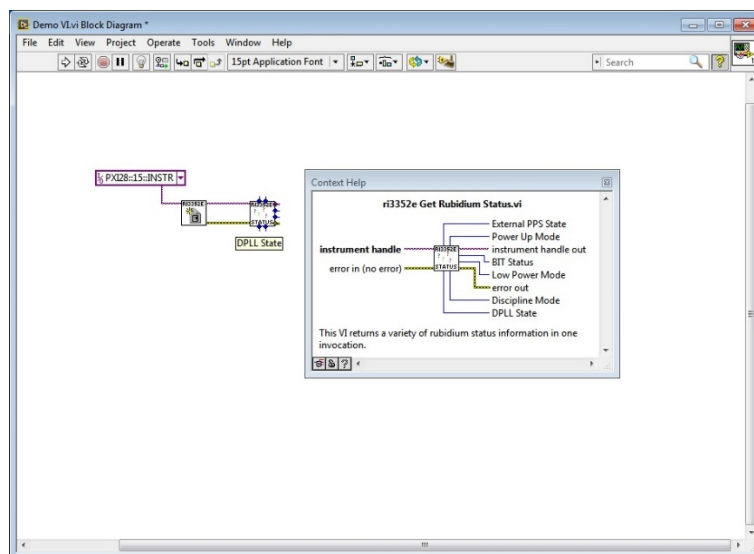 Demo VI.vi Block Diagram *
File Edit View Project Operate Tools Window Help
15pt Application Font
Search
PXI28::15::INSTR
RI3352E
RI3352E
STATUS
DPLL State
Context Help
ri3352e Get Rubidium Status.vi
External PPS State
Power Up Mode
instrument handle
RI3352E
instrument handle out
BIT Status
error in (no error)
STATUS
Low Power Mode
error out
Discipline Mode
DPLL State
This VI returns a variety of rubidium status information in one
invocation.